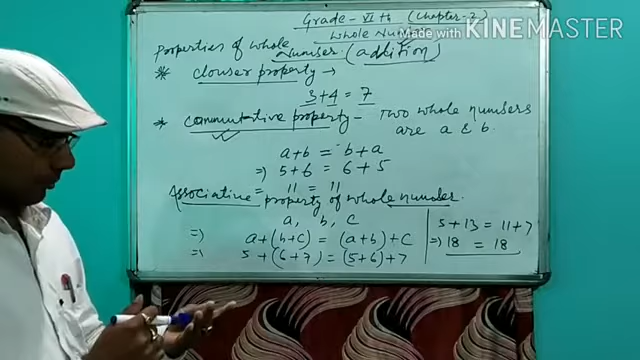 Grade - VI th (Chapter-2)
Whole Number
Made with KINEMASTER
Properties of whole
Number. (addition)
* Clouser property →
3+4 = 7
* Commutative property - Two whole numbers
are a & b.
a+b = b+a
⇒ 5+6 = 6+5
= 11 = 11
Associative property of whole number.
a, b, c
⇒ a+(b+c) = (a+b)+c
⇒ 5+(6+7) = (5+6)+7
5+13 = 11+7
⇒ 18 = 18